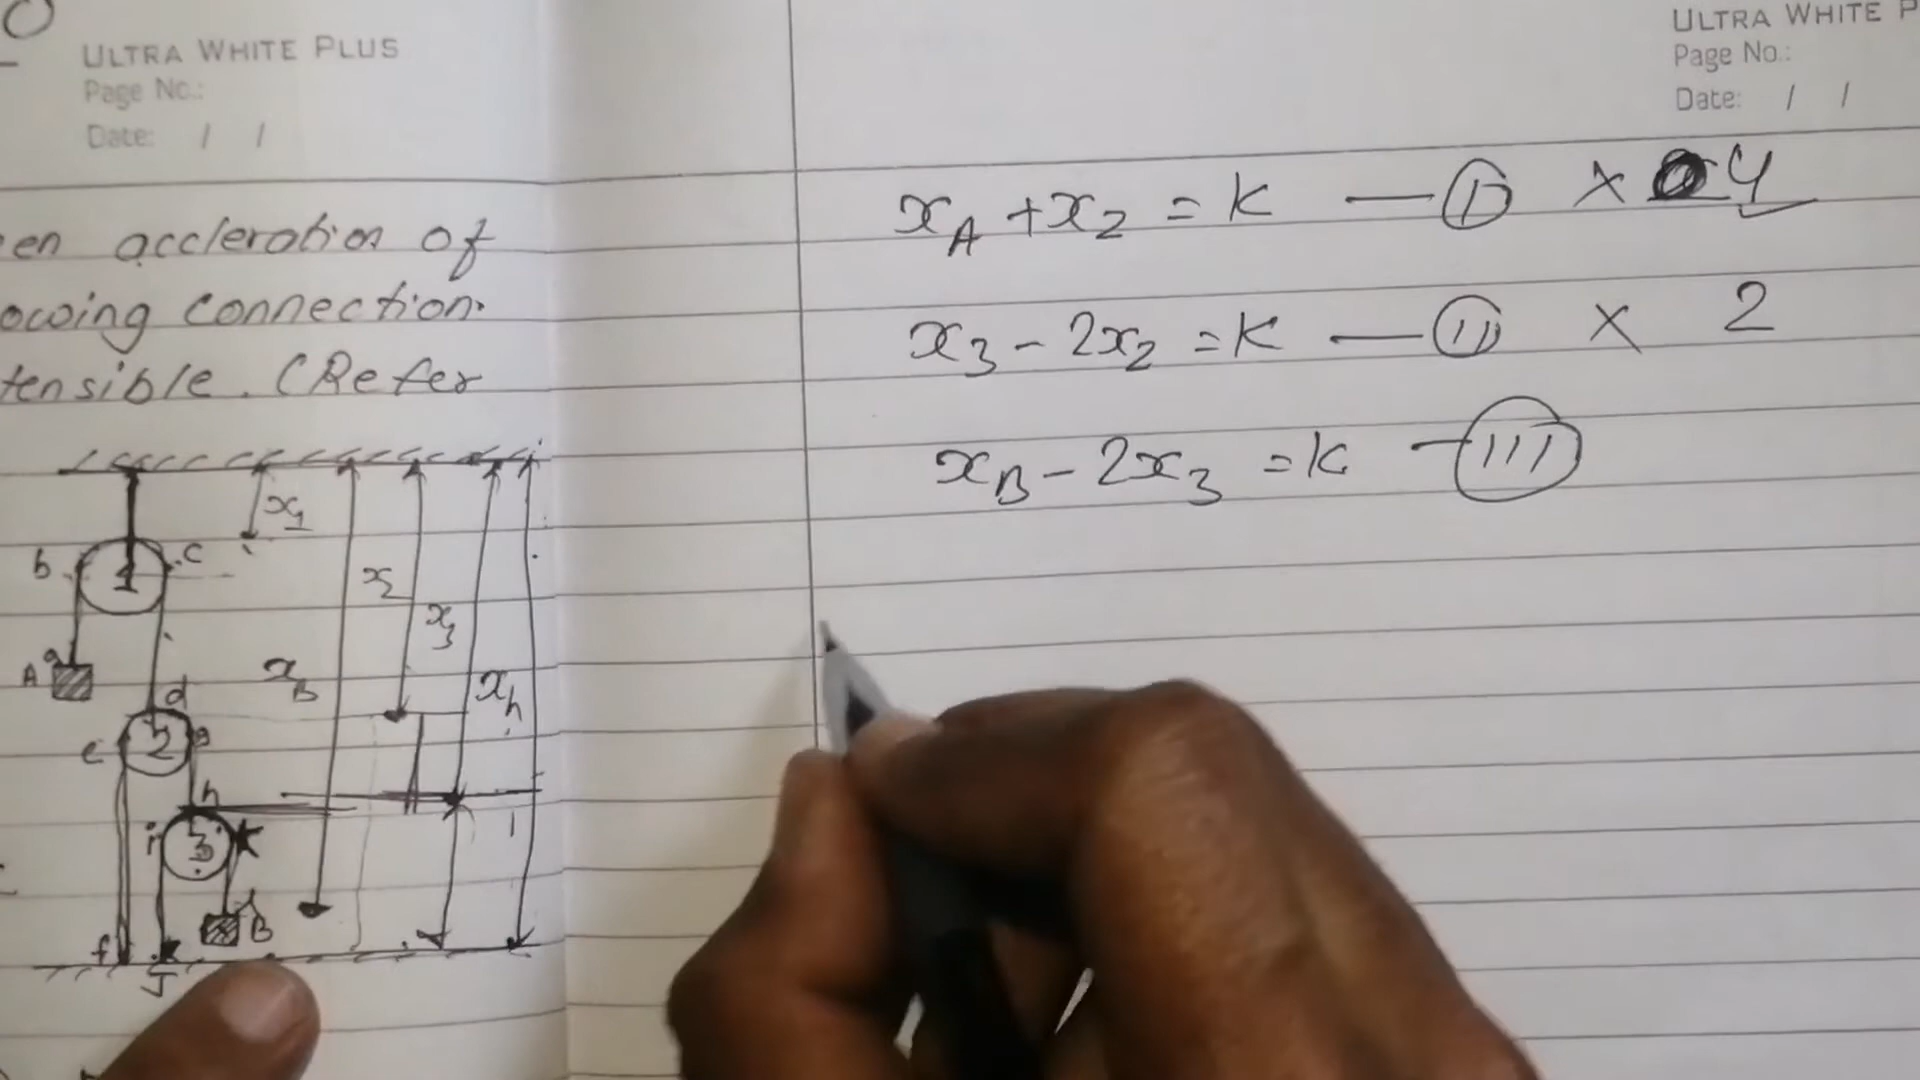 ULTRA WHITE PLUS
Page No.:
Date: / /
en accleration of
owing connection.
tensible. (Refer
x1
b
c
1
x2
x3
A
a
xB
xh
d
e
2
g
h
i
3
k
B
f
J
ULTRA WHITE P
Page No.:
Date: / /
xA + x2 = k — I × 4
x3 - 2x2 = k — II × 2
xB - 2x3 = k — III